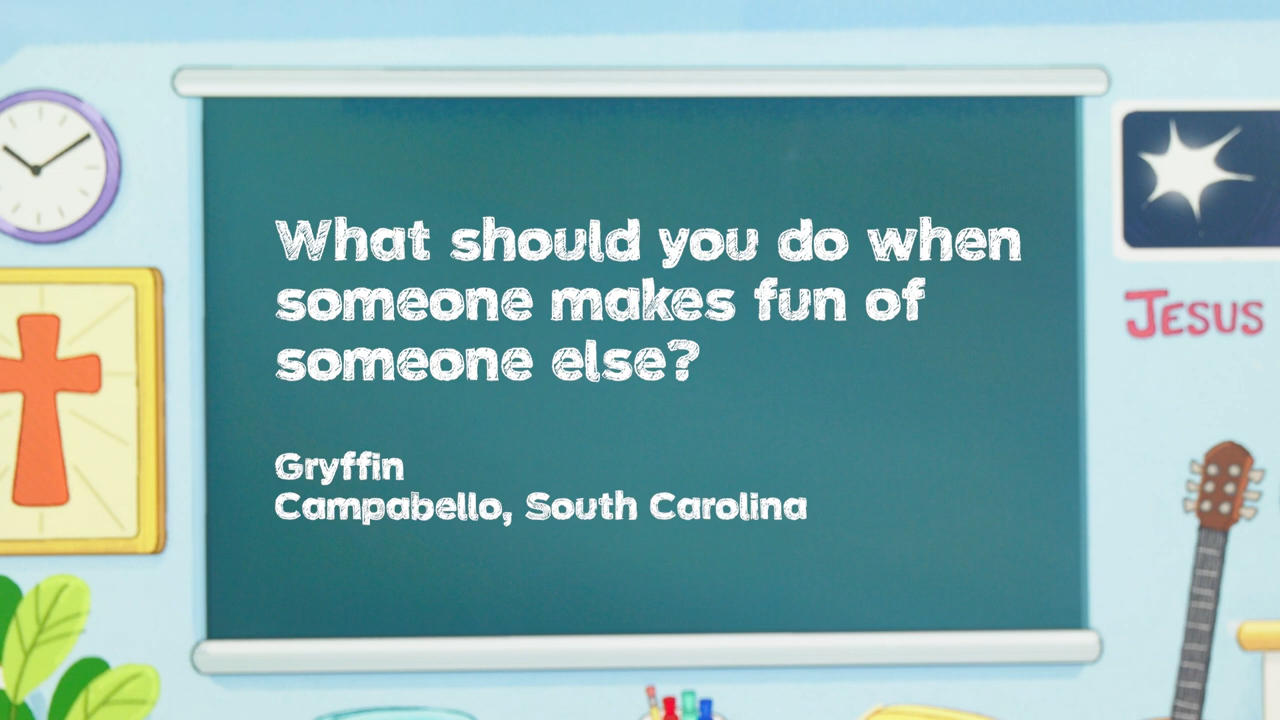 What should you do when
someone makes fun of
someone else?
Gryffin
Campabello, South Carolina
JESUS